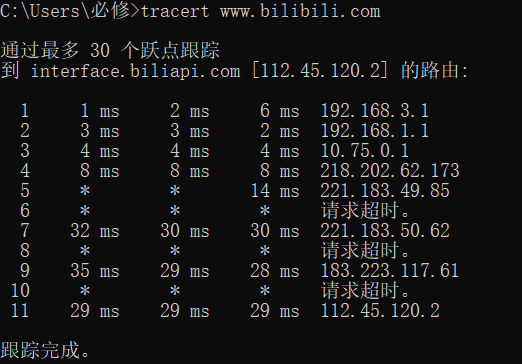 C:\Users\必修>tracert www.bilibili.com
通过最多 30 个跃点跟踪
到 interface.biliapi.com [112.45.120.2] 的路由:
1 1 ms 2 ms 6 ms 192.168.3.1
2 3 ms 3 ms 2 ms 192.168.1.1
3 4 ms 4 ms 4 ms 10.75.0.1
4 8 ms 8 ms 8 ms 218.202.62.173
5 * * 14 ms 221.183.49.85
6 * * * 请求超时。
7 32 ms 30 ms 30 ms 221.183.50.62
8 * * * 请求超时。
9 35 ms 29 ms 28 ms 183.223.117.61
10 * * * 请求超时。
11 29 ms 29 ms 29 ms 112.45.120.2
跟踪完成。